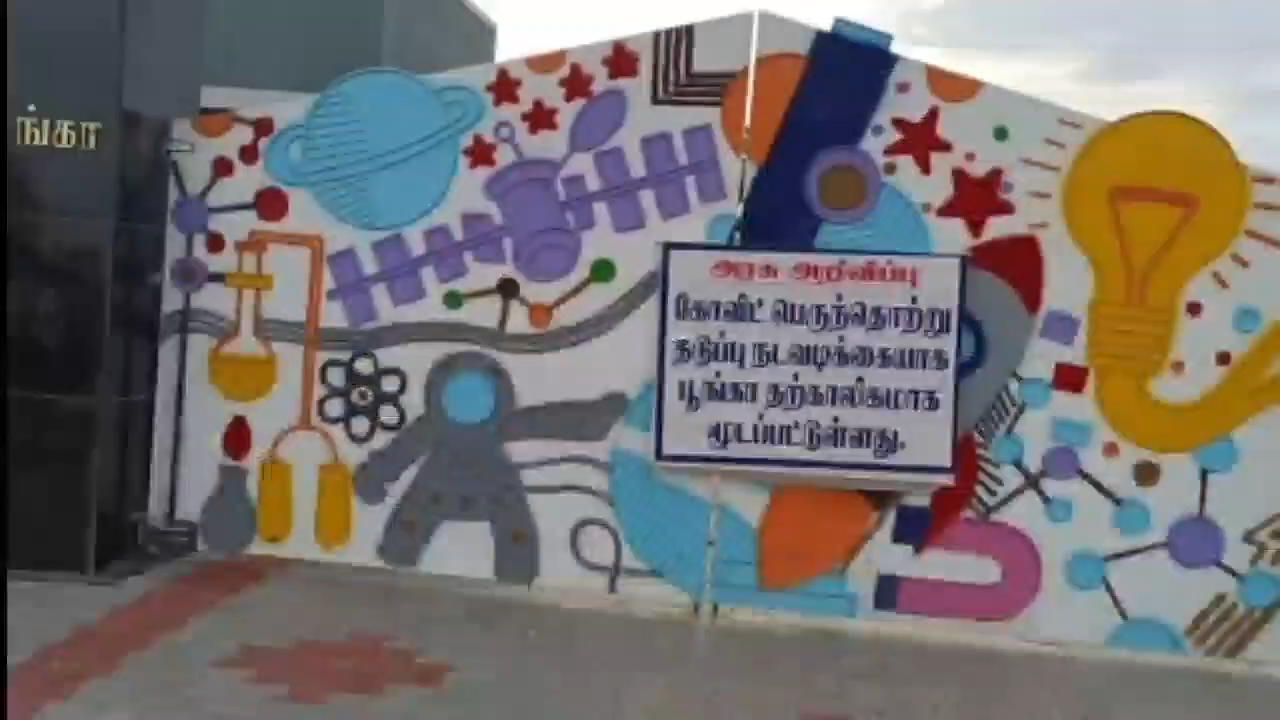 ங்கா
அரசு அறிவிப்பு
கோவிட் பெருந்தொற்று
தடுப்பு நடவடிக்கையாக
பூங்கா தற்காலிகமாக
மூடப்பட்டுள்ளது.